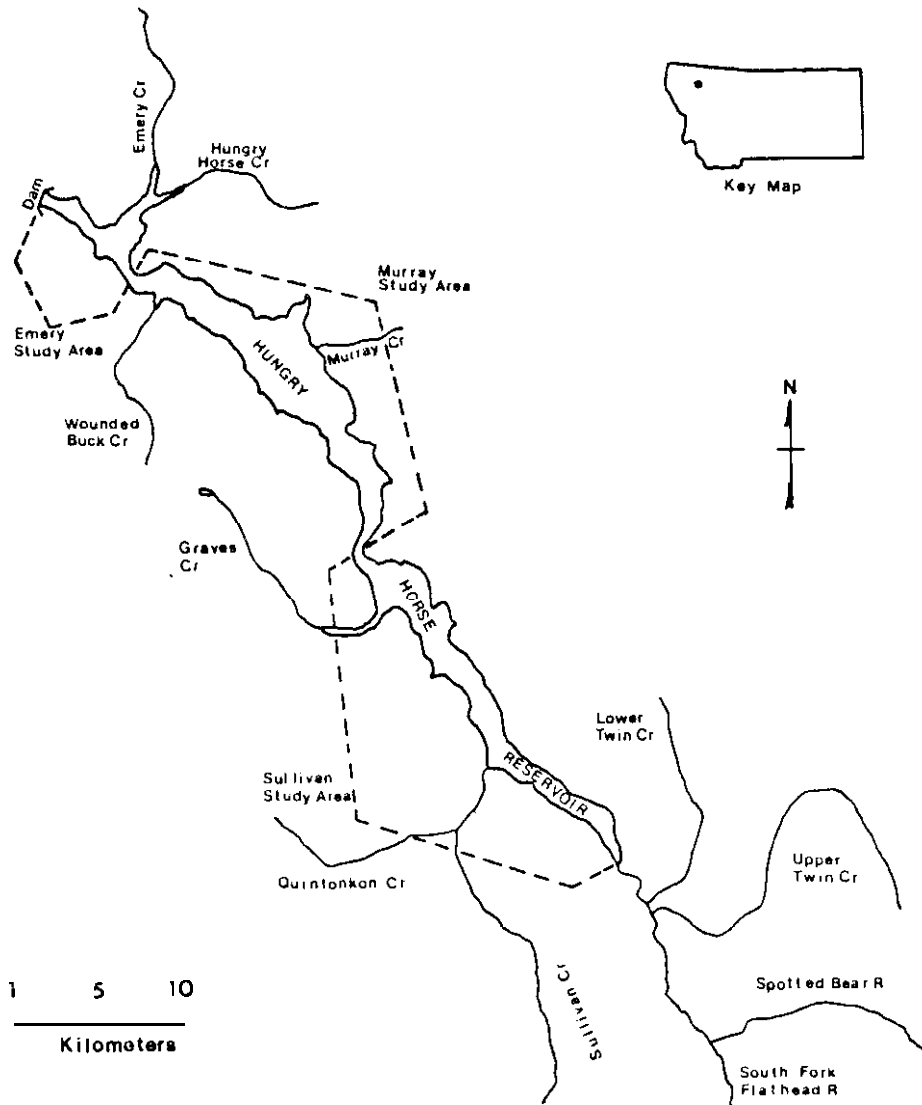 Emery Cr
Hungry
Horse Cr
Key Map
Dam
Murray
Study Area
Emery
Study Area
Murray Cr
HUNGRY
N
Wounded
Buck Cr
Graves
Cr
HORSE
Lower
Twin Cr
Sullivan
Study Area
RESERVOIR
Quintonkon Cr
Upper
Twin Cr
Sullivan Cr
Spotted Bear R
1 5 10
Kilometers
South Fork
Flathead R